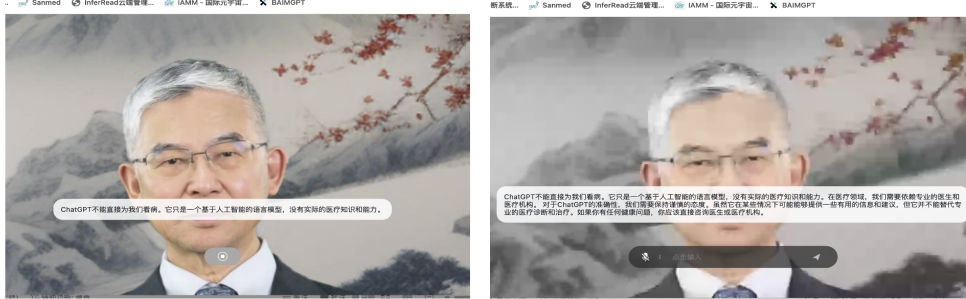 Sanmed InferRead云端管理... IAMM - 国际元宇宙... BAIMGPT
ChatGPT不能直接为我们看病。它只是一个基于人工智能的语言模型，没有实际的医疗知识和能力。
断系统... Sanmed InferRead云端管理... IAMM - 国际元宇宙... BAIMGPT
ChatGPT不能直接为我们看病。它只是一个基于人工智能的语言模型，没有实际的医疗知识和能力。在医疗领域，我们需要依赖专业的医生和
医疗机构。对于ChatGPT的准确性，我们需要保持谨慎的态度。虽然它在某些情况下可能能够提供一些有用的信息和建议，但它并不能替代专
业的医疗诊断和治疗。如果你有任何健康问题，你应该直接咨询医生或医疗机构。
点击输入